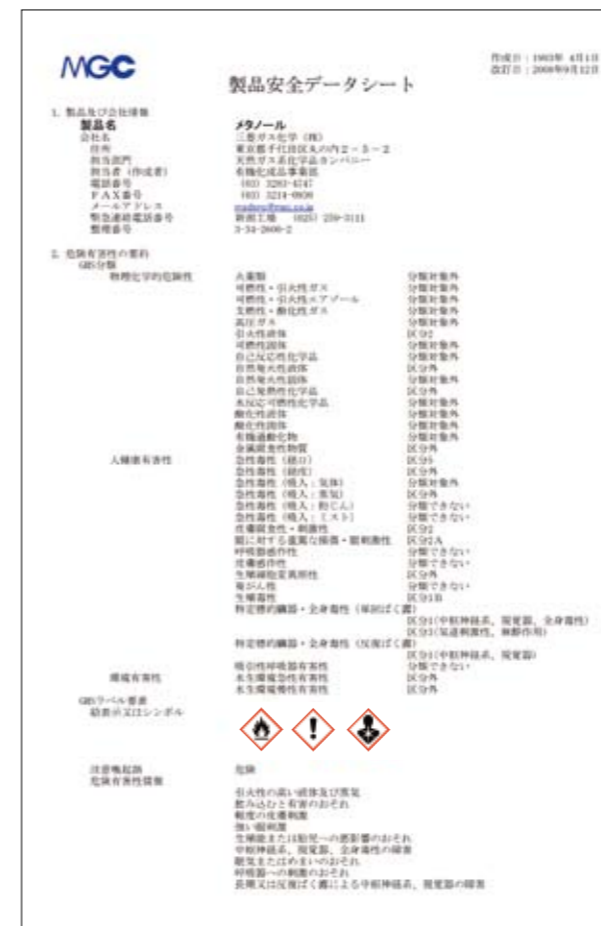 MGC
作成日：1993年 4月1日
改訂日：2008年9月12日
製品安全データシート
1. 製品及び会社情報
製品名 メタノール
会社名 三菱ガス化学（株）
住所 東京都千代田区丸の内2－5－2
担当部門 天然ガス系化学品カンパニー
担当者（作成者） 有機化成品事業部
電話番号 (03) 3283-4747
FAX番号 (03) 3214-0938
メールアドレス
緊急連絡電話番号 新潟工場 (025) 259-3111
整理番号 3-34-2606-2
2. 危険有害性の要約
GHS分類
物理化学的危険性 火薬類 分類対象外
可燃性・引火性ガス 分類対象外
可燃性・引火性エアゾール 分類対象外
支燃性・酸化性ガス 分類対象外
高圧ガス 分類対象外
引火性液体 区分2
可燃性固体 分類対象外
自己反応性化学品 分類対象外
自然発火性液体 区分外
自然発火性固体 分類対象外
自己発熱性化学品 区分外
水反応可燃性化学品 分類対象外
酸化性液体 分類対象外
酸化性固体 分類対象外
有機過酸化物 分類対象外
金属腐食性物質 区分外
人健康有害性 急性毒性（経口） 区分5
急性毒性（経皮） 区分外
急性毒性（吸入：気体） 分類対象外
急性毒性（吸入：蒸気） 区分外
急性毒性（吸入：粉じん） 分類できない
急性毒性（吸入：ミスト） 分類できない
皮膚腐食性・刺激性 区分2
眼に対する重篤な損傷・眼刺激性 区分2A
呼吸器感作性 分類できない
皮膚感作性 分類できない
生殖細胞変異原性 区分外
発がん性 分類できない
生殖毒性 区分1B
特定標的臓器・全身毒性（単回ばく露）
区分1(中枢神経系、視覚器、全身毒性)
区分3(気道刺激性、麻酔作用)
特定標的臓器・全身毒性（反復ばく露）
区分1(中枢神経系、視覚器)
吸引性呼吸器有害性 分類できない
環境有害性 水生環境急性有害性 区分外
水生環境慢性有害性 区分外
GHSラベル要素
絵表示又はシンボル
注意喚起語 危険
危険有害性情報
引火性の高い液体及び蒸気
飲み込むと有害のおそれ
軽度の皮膚刺激
強い眼刺激
生殖能または胎児への悪影響のおそれ
中枢神経系、視覚器、全身毒性の障害
眠気またはめまいのおそれ
呼吸器への刺激のおそれ
長期又は反復ばく露による中枢神経系、視覚器の障害